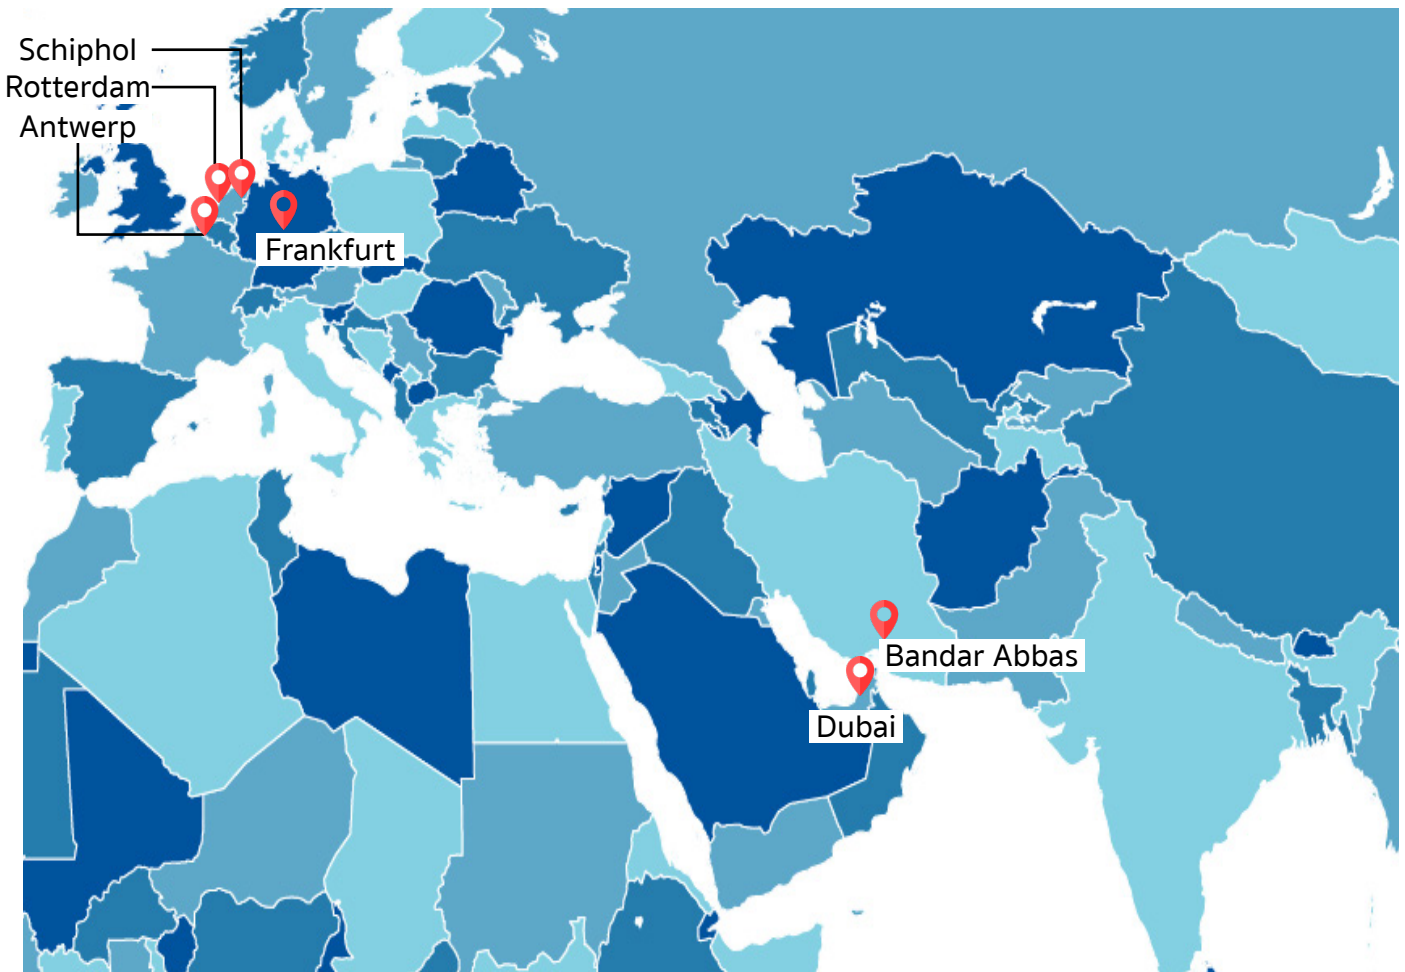 Schiphol
Rotterdam
Antwerp
Frankfurt
Bandar Abbas
Dubai